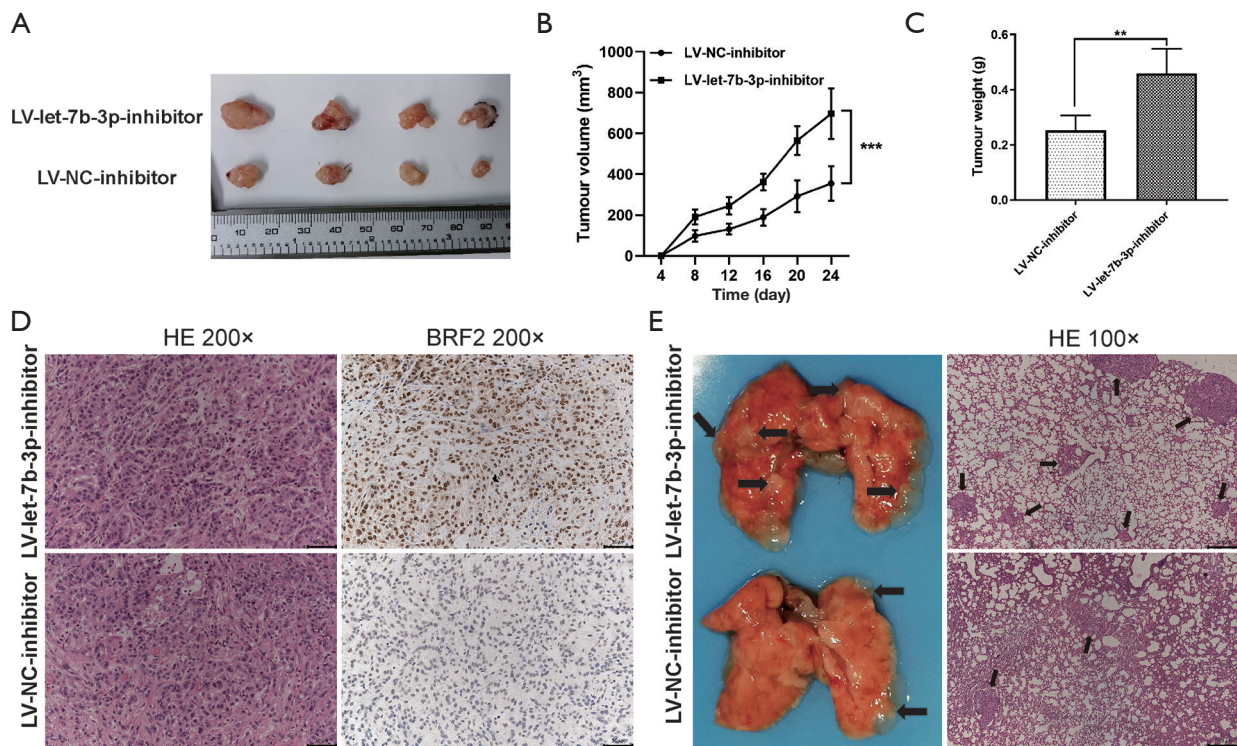 A
LV-let-7b-3p-inhibitor
LV-NC-inhibitor
0 10 20 30 40 50 60 70 80 90
1 2 3
B
LV-NC-inhibitor
LV-let-7b-3p-inhibitor
1000
800
600
400
200
0
Tumour volume (mm³)
4 8 12 16 20 24
Time (day)
***
C
**
0.6
0.4
0.2
0.0
Tumour weight (g)
LV-NC-inhibitor
LV-let-7b-3p-inhibitor
D
HE 200×
BRF2 200×
LV-let-7b-3p-inhibitor
LV-NC-inhibitor
E
HE 100×
LV-let-7b-3p-inhibitor
LV-NC-inhibitor